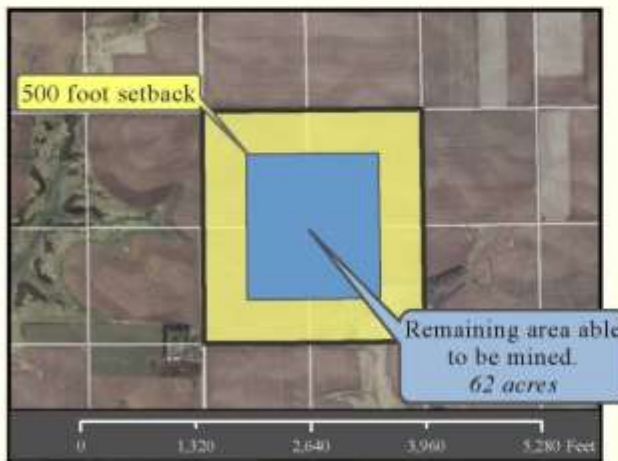 500 foot setback
Remaining area able
to be mined.
62 acres
0 1,320 2,640 3,960 5,280 Feet